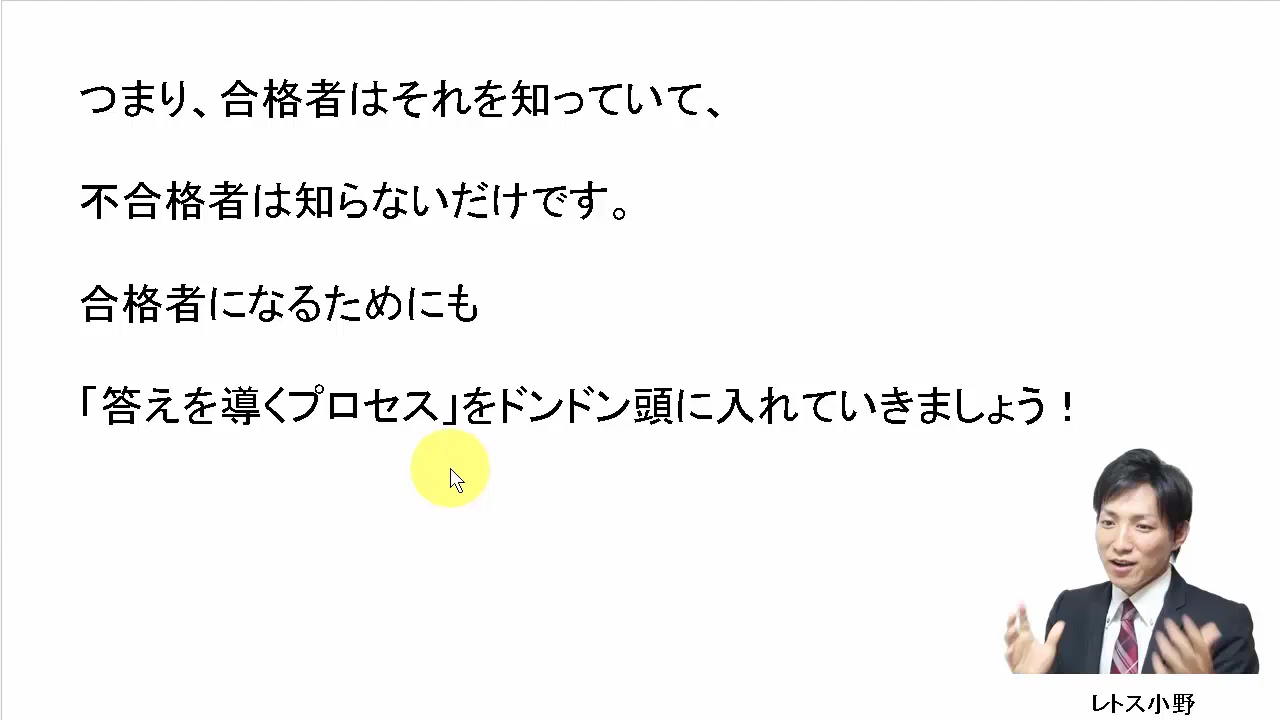 つまり、合格者はそれを知っていて、
不合格者は知らないだけです。
合格者になるためにも
「答えを導くプロセス」をドンドン頭に入れていきましょう！
レトス小野